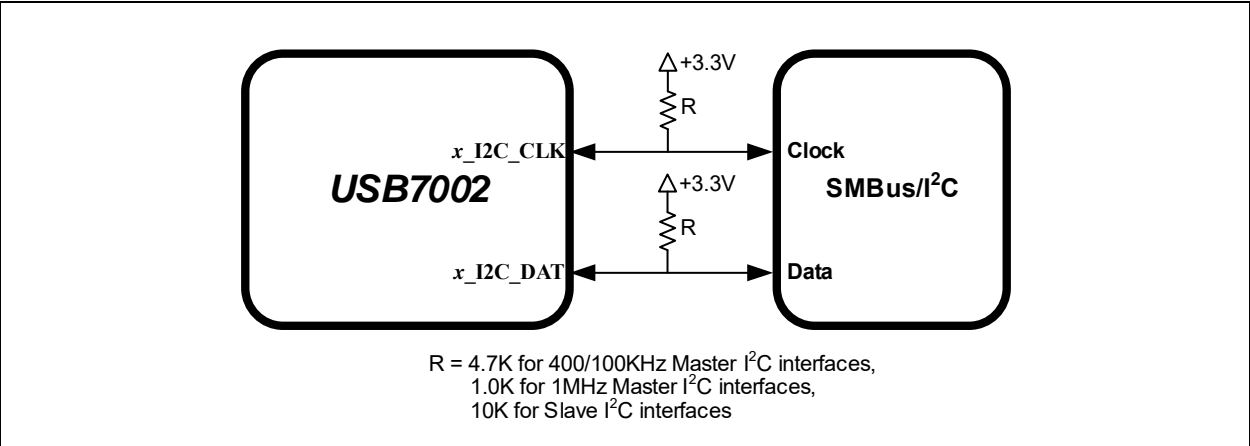 +3.3V
R
x_I2C_CLK
Clock
USB7002
+3.3V
SMBus/I²C
R
x_I2C_DAT
Data
R = 4.7K for 400/100KHz Master I²C interfaces,
1.0K for 1MHz Master I²C interfaces,
10K for Slave I²C interfaces